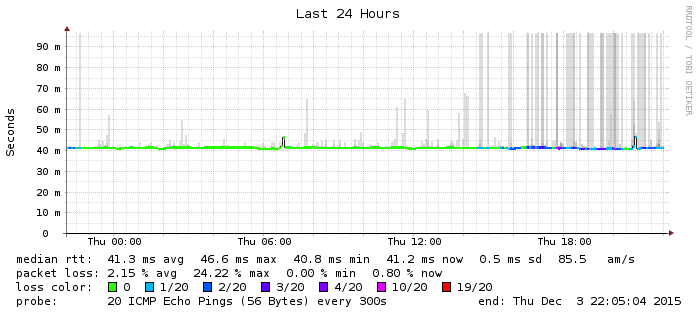 Last 24 Hours
RRDTOOL / TOBI OETIKER
Seconds
90 m
80 m
70 m
60 m
50 m
40 m
30 m
20 m
10 m
0
Thu 00:00 Thu 06:00 Thu 12:00 Thu 18:00
median rtt: 41.3 ms avg 46.6 ms max 40.8 ms min 41.2 ms now 0.5 ms sd 85.5 am/s
packet loss: 2.15 % avg 24.22 % max 0.00 % min 0.80 % now
loss color: 0 1/20 2/20 3/20 4/20 10/20 19/20
probe: 20 ICMP Echo Pings (56 Bytes) every 300s end: Thu Dec 3 22:05:04 2015